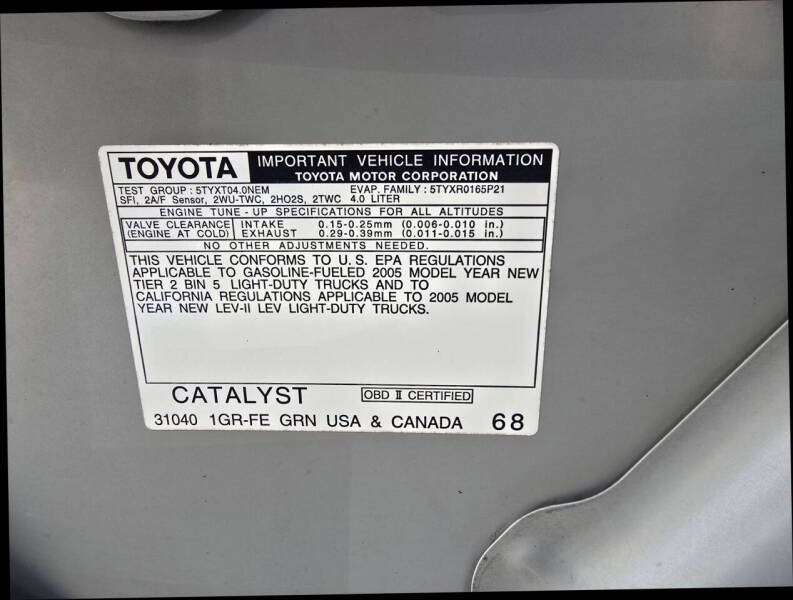 TOYOTA IMPORTANT VEHICLE INFORMATION
TOYOTA MOTOR CORPORATION
TEST GROUP : 5TYXT04.0NEM EVAP. FAMILY : 5TYXR0165P21
SFI, 2A/F Sensor, 2WU-TWC, 2HO2S, 2TWC 4.0 LITER
ENGINE TUNE - UP SPECIFICATIONS FOR ALL ALTITUDES
VALVE CLEARANCE INTAKE 0.15-0.25mm (0.006-0.010 in.)
(ENGINE AT COLD) EXHAUST 0.29-0.39mm (0.011-0.015 in.)
NO OTHER ADJUSTMENTS NEEDED.
THIS VEHICLE CONFORMS TO U.S. EPA REGULATIONS
APPLICABLE TO GASOLINE-FUELED 2005 MODEL YEAR NEW
TIER 2 BIN 5 LIGHT-DUTY TRUCKS AND TO
CALIFORNIA REGULATIONS APPLICABLE TO 2005 MODEL
YEAR NEW LEV-II LEV LIGHT-DUTY TRUCKS.
CATALYST OBD II CERTIFIED
31040 1GR-FE GRN USA & CANADA 68